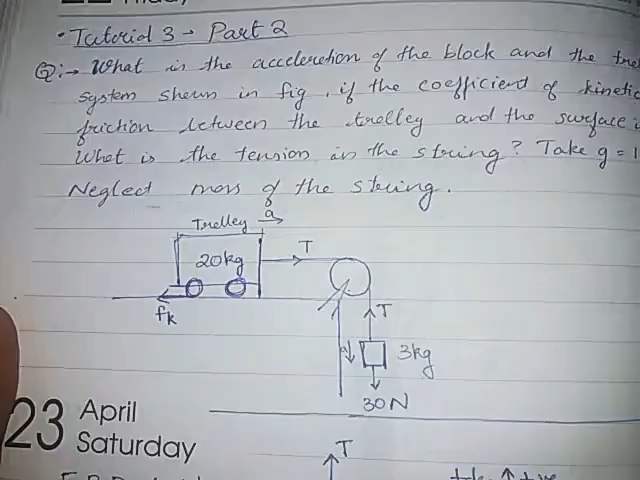 • Tutorial 3 → Part 2
Q:→ What is the acceleration of the block and the
system shown in fig, if the coefficient of kinetic
friction between the trolley and the surface
What is the tension in the string? Take g =
Neglect mass of the string.
Trolley a
20kg
T
fk
T
3kg
30N
23 April
Saturday
T